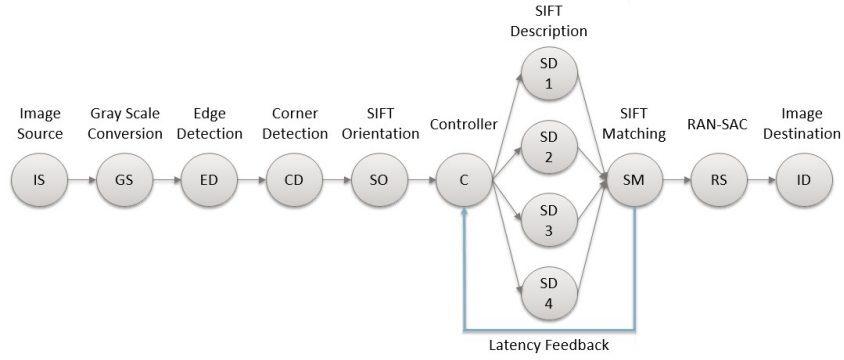 SIFT
Description
SD
1
Image
Source
Gray Scale
Conversion
Edge
Detection
Corner
Detection
SIFT
Orientation
Controller
SD
2
SIFT
Matching
RAN-SAC
Image
Destination
IS
GS
ED
CD
SO
C
SM
RS
ID
SD
3
SD
4
Latency Feedback